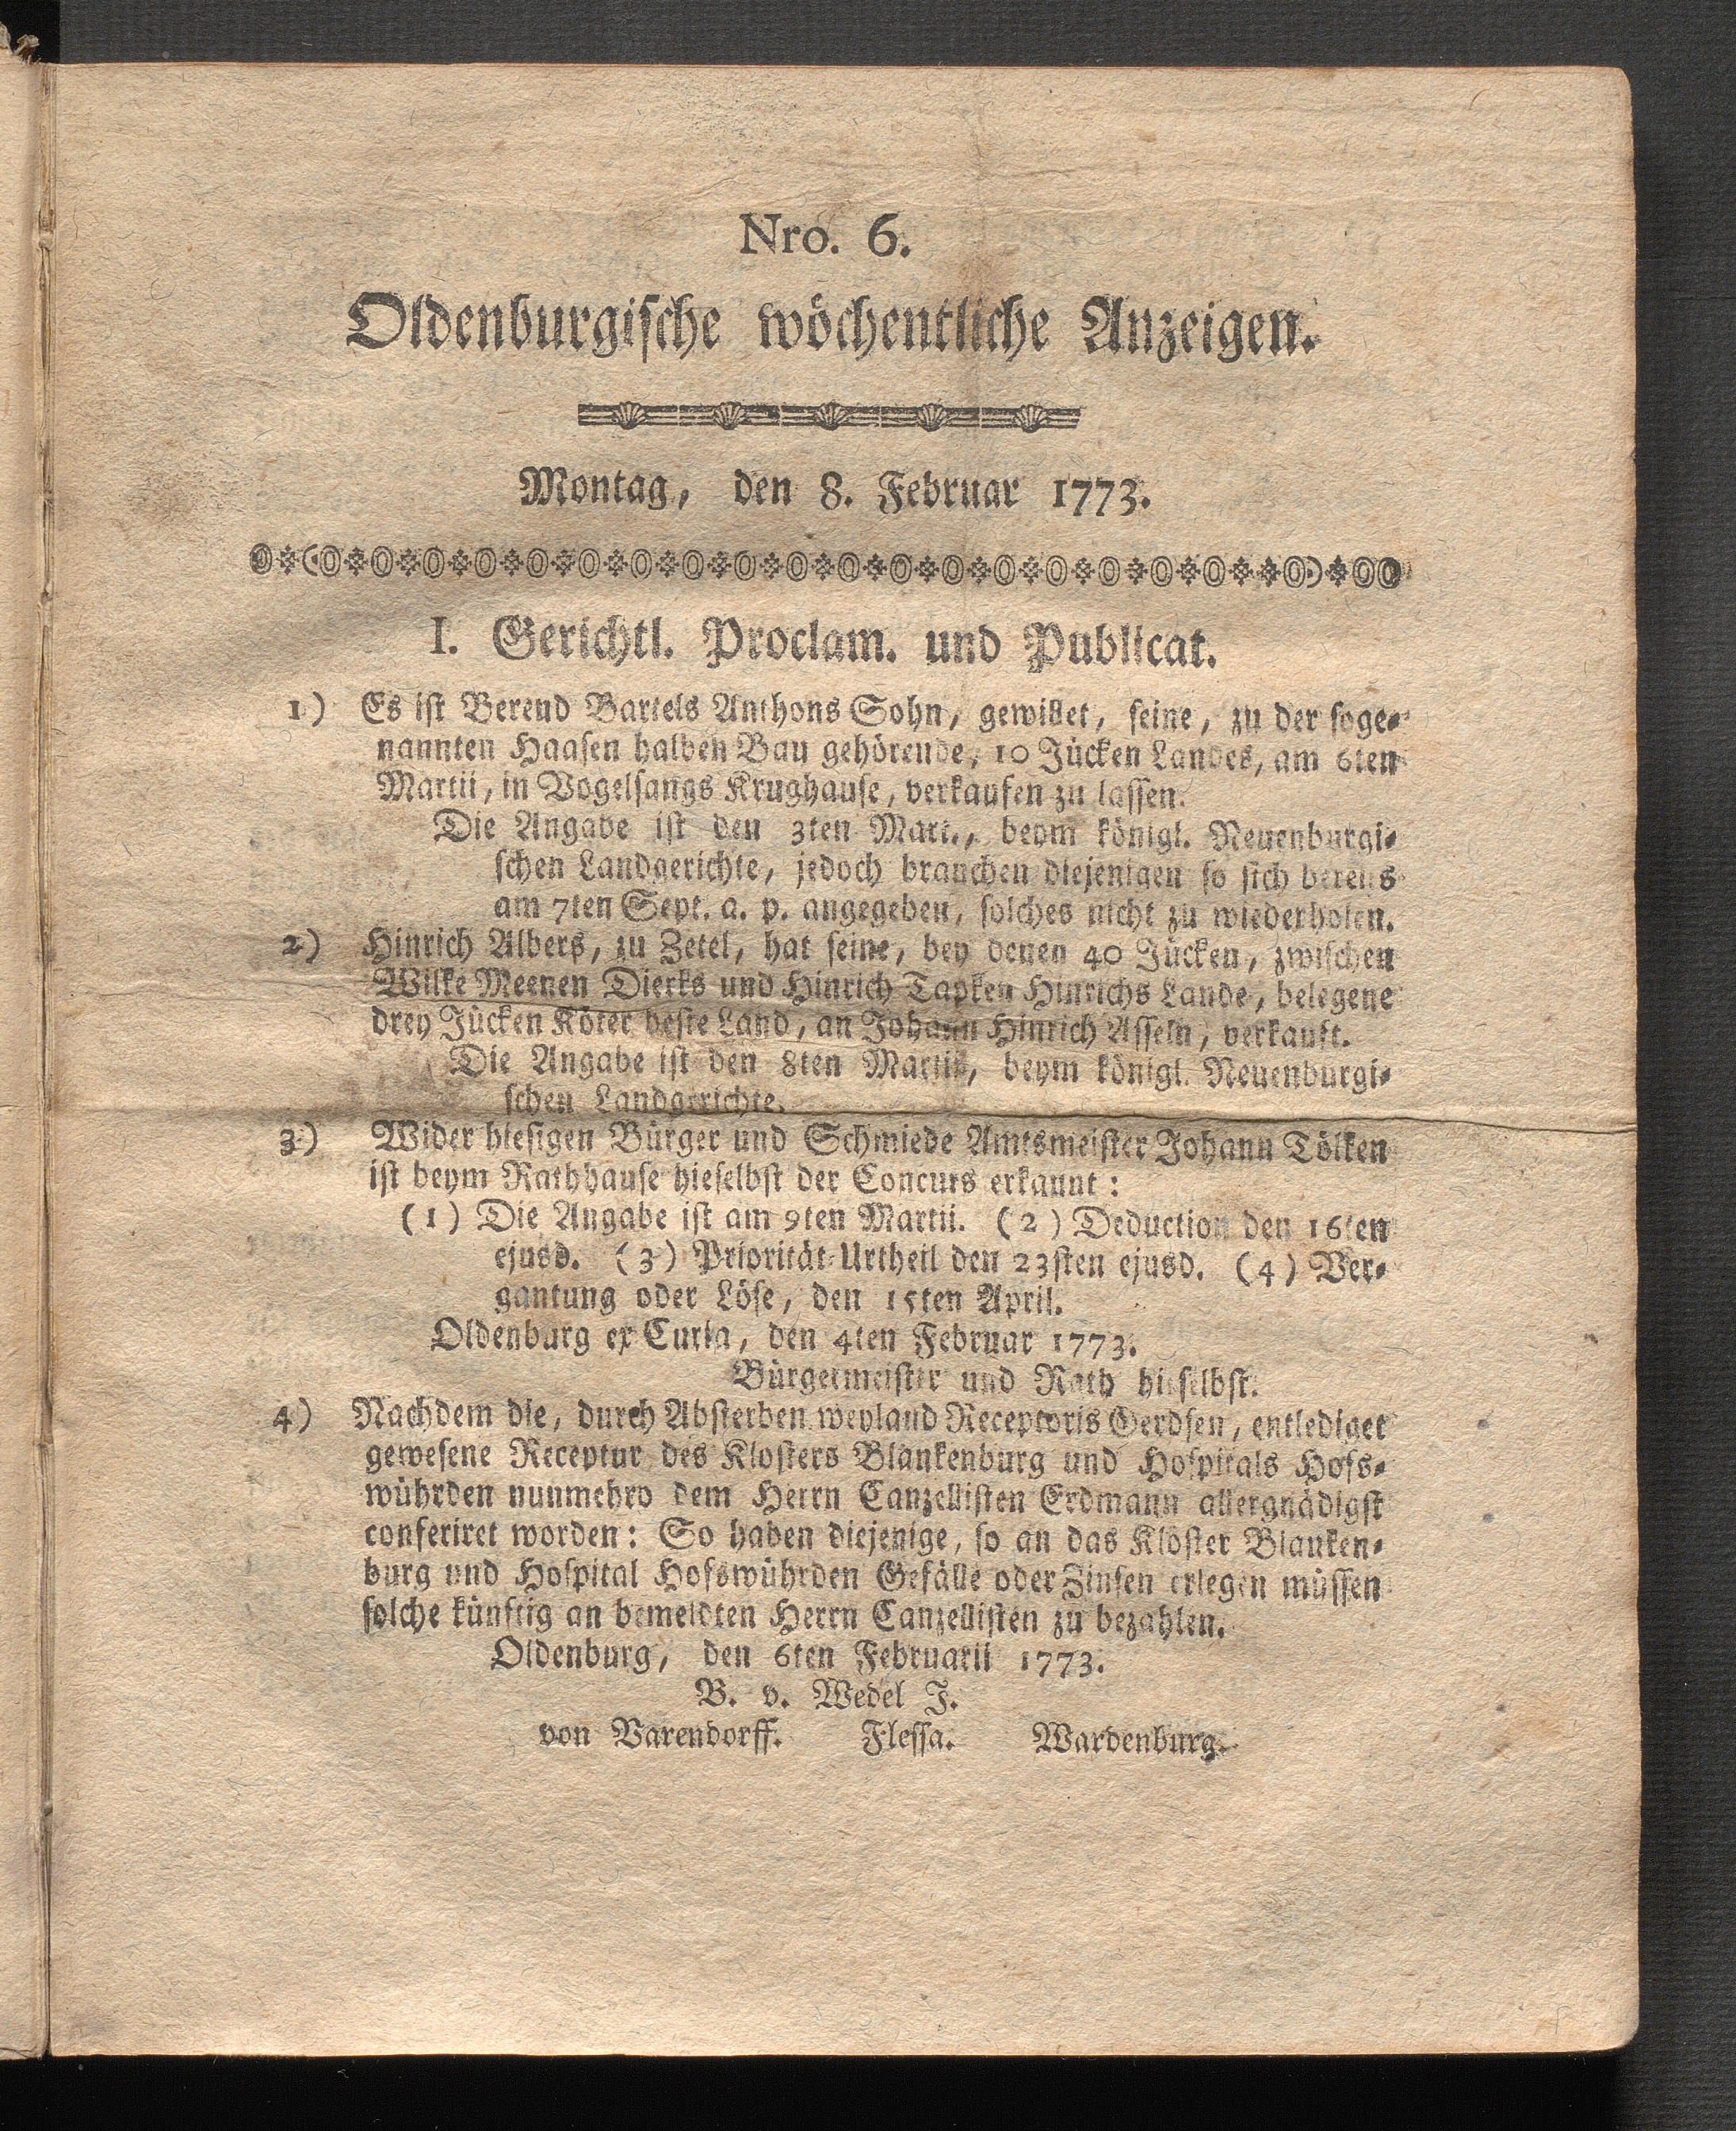 Nro. 6.
Oldenburgische wöchentliche Anzeigen.
Montag, den 8. Februar 1773.
I. Gerichtl. Proclam. und Publicat.
1) Es ist Berend Bartels Anthons Sohn, gewillet, seine, zu der soge-
nannten Haasen halben Bau gehörende, 10 Jücken Landes, am 6ten
Martii, in Vogelsangs Krughause, verkaufen zu lassen.
Die Angabe ist den 3ten Mart., beym königl. Neuenburgi-
schen Landgerichte, jedoch brauchen diejenigen so sich bereits
am 7ten Sept. a. p. angegeben, solches nicht zu wiederholen.
2) Hinrich Albers, zu Zetel, hat seine, bey denen 40 Jücken, zwischen
Wilke Meenen Dierks und Hinrich Tapken Hinrichs Lande, belegene
drey Jücken Köter beste Land, an Johann Hinrich Asseln, verkauft.
Die Angabe ist den 8ten Martii, beym königl. Neuenburgi-
schen Landgerichte.
3) Wider hiesigen Bürger und Schmiede Amtsmeister Johann Tölken
ist beym Rathhause hieselbst der Concurs erkannt:
(1) Die Angabe ist am 9ten Martii. (2) Deduction den 16ten
ejusd. (3) Priorität-Urtheil den 23sten ejusd. (4) Ver-
gantung oder Löse, den 15ten April.
Oldenburg ex Curia, den 4ten Februar 1773.
Bürgermeister und Rath hieselbst.
4) Nachdem die, durch Absterben weyland Receptoris Gerdsen, entlediget
gewesene Receptur des Klosters Blankenburg und Hospitals Hofs-
wührden nunmehro dem Herrn Canzellisten Erdmann allergnädigst
conferiret worden: So haben diejenige, so an das Kloster Blanken-
burg und Hospital Hofswührden Gefälle oder Zinsen erlegen müssen
solche künftig an bemeldten Herrn Canzellisten zu bezahlen.
Oldenburg, den 6ten Februarii 1773.
B. v. Wedel J.
von Varendorff. Flessa. Wardenburg.